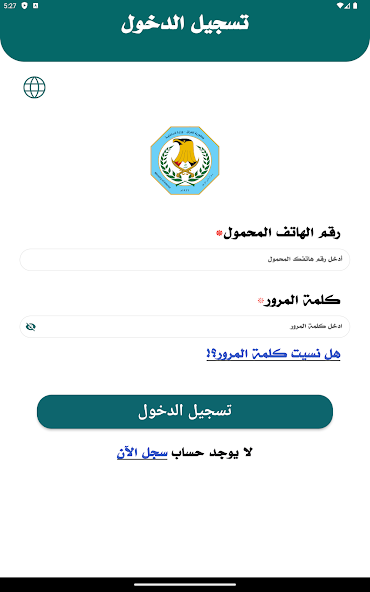 5:27
تسجيل الدخول
رقم الهاتف المحمول*
أدخل رقم هاتفك المحمول
كلمة المرور*
ادخل كلمة المرور
هل نسيت كلمة المرور؟!
تسجيل الدخول
لا يوجد حساب سجل الآن